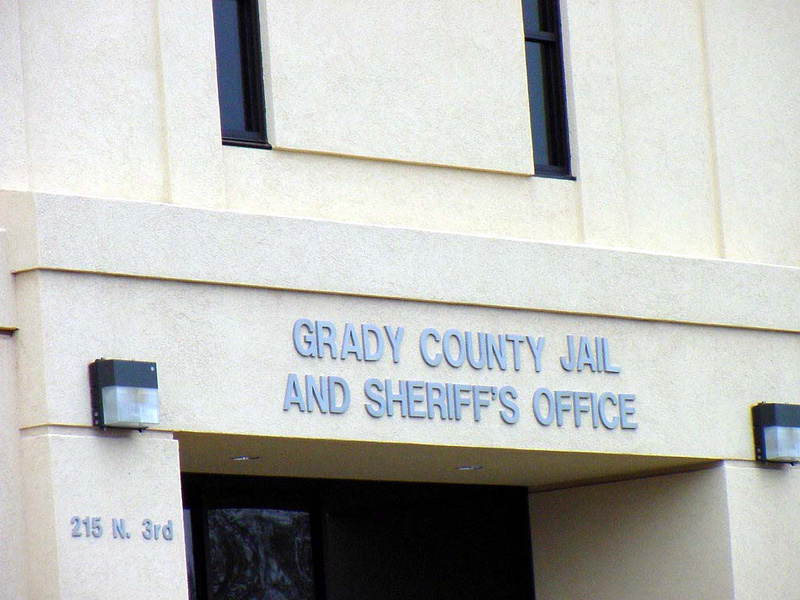 GRADY COUNTY JAIL
AND SHERIFF'S OFFICE
215 N. 3rd